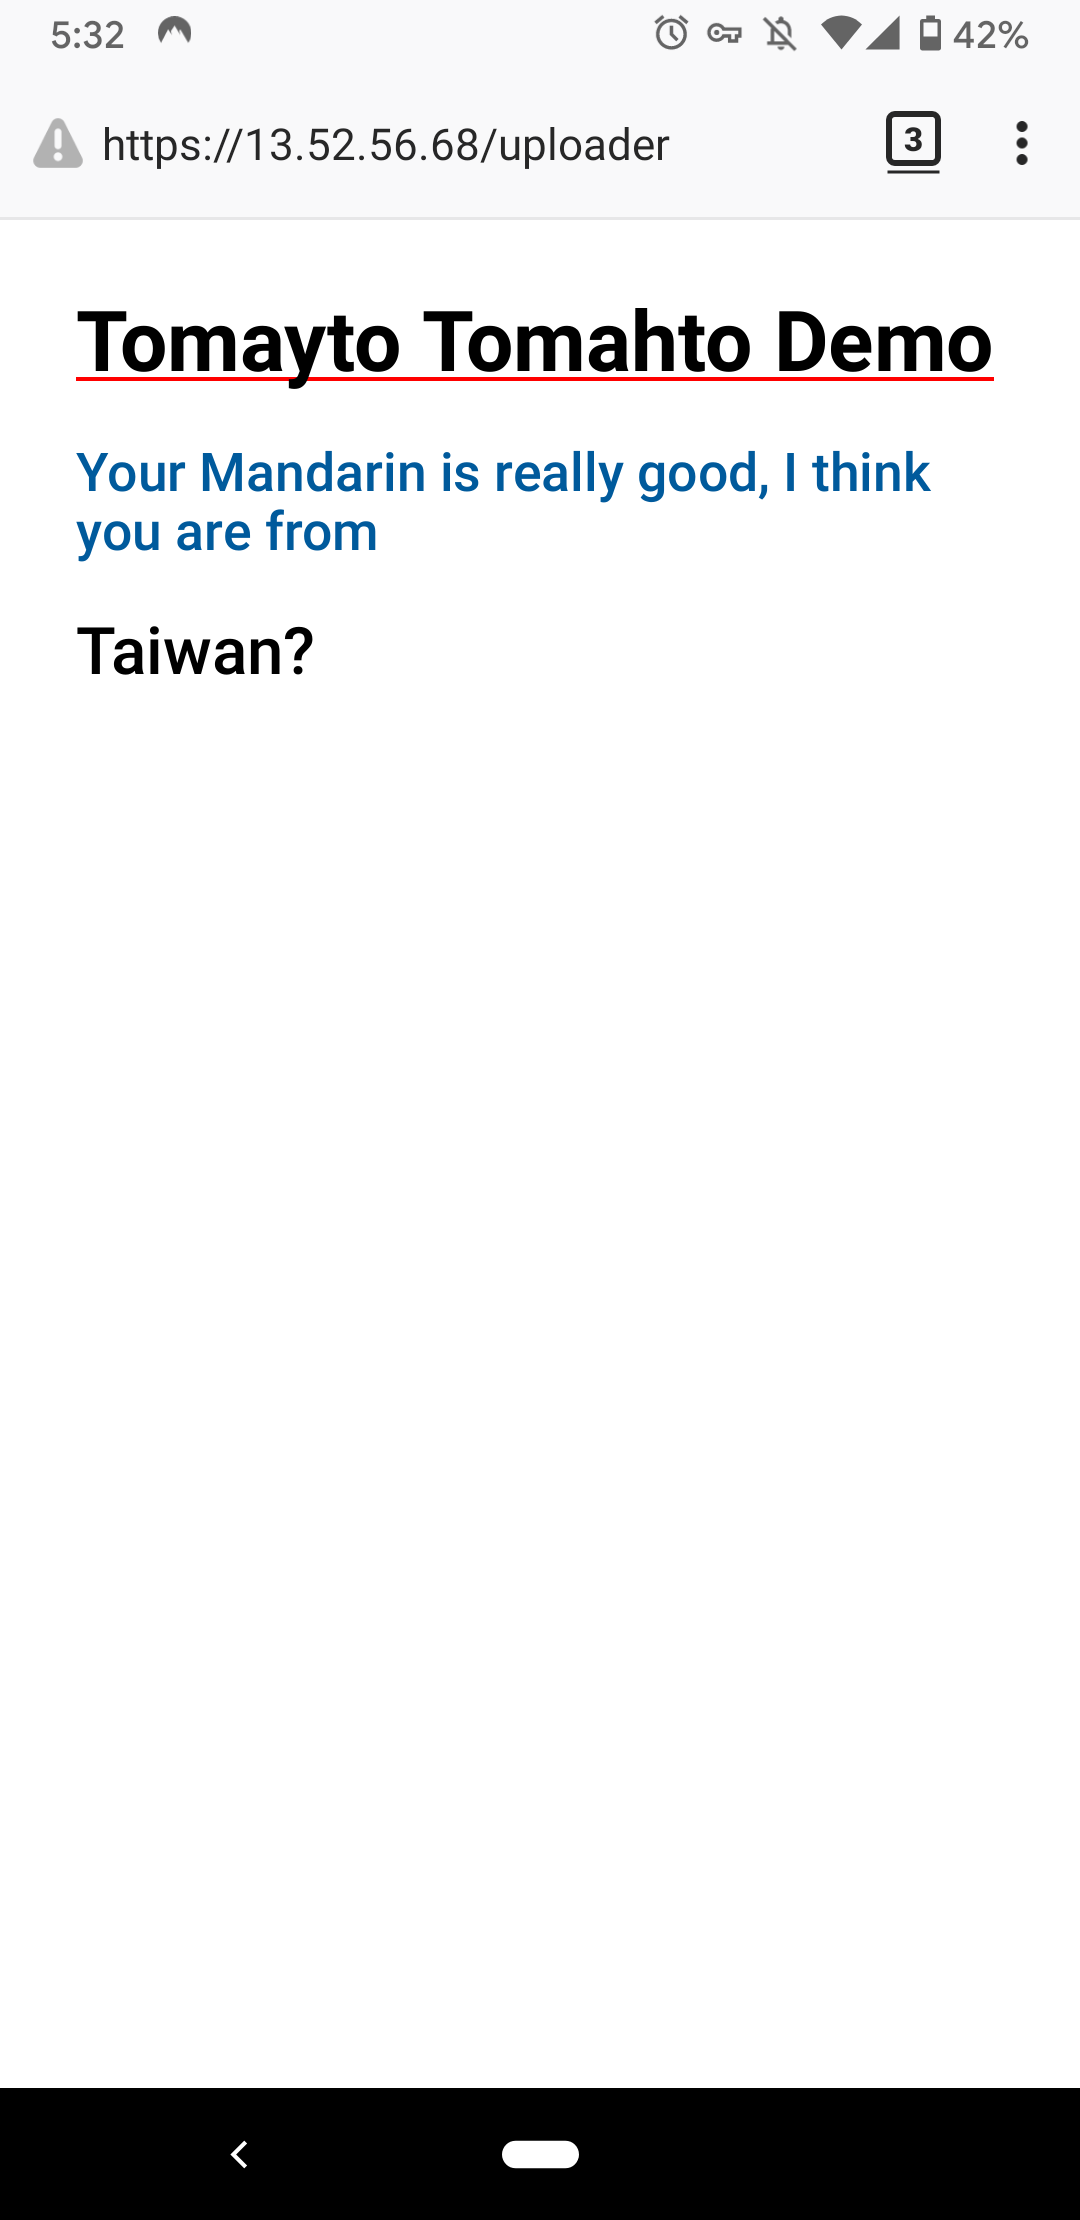 5:32
42%
https://13.52.56.68/uploader
3
Tomayto Tomahto Demo
Your Mandarin is really good, I think
you are from
Taiwan?